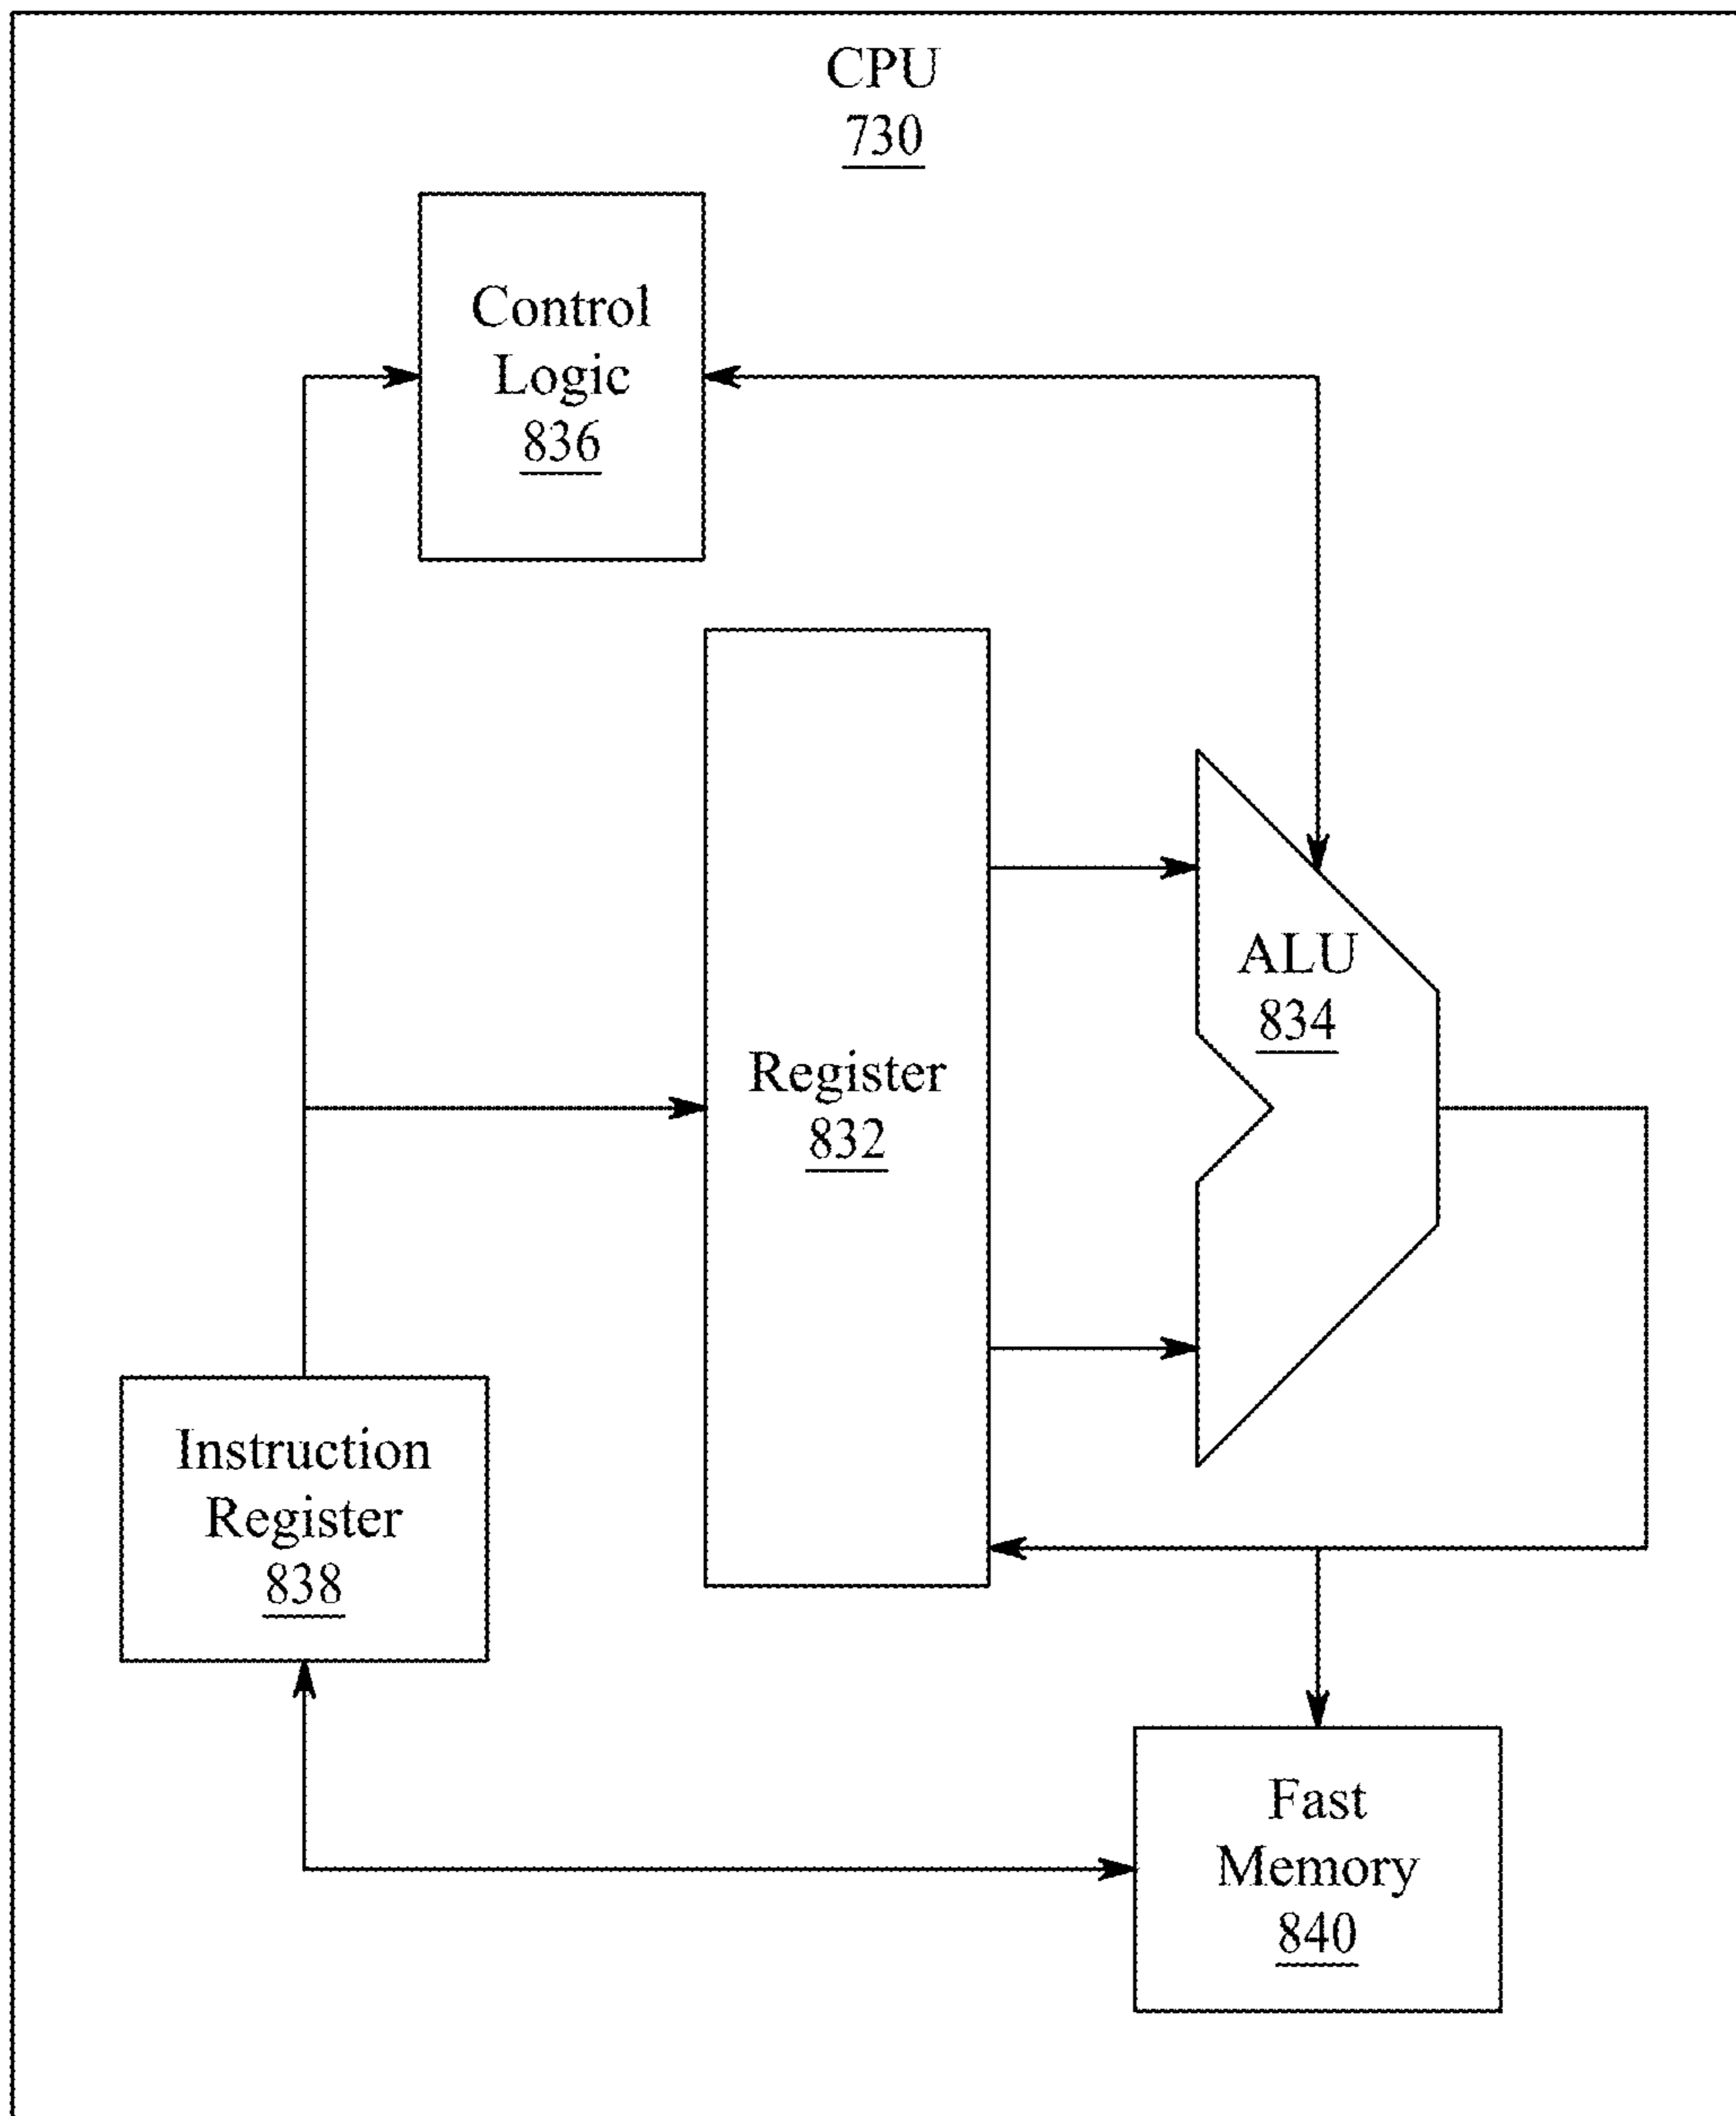 CPU
730
Control
Logic
836
ALU
834
Register
832
Instruction
Register
838
Fast
Memory
840